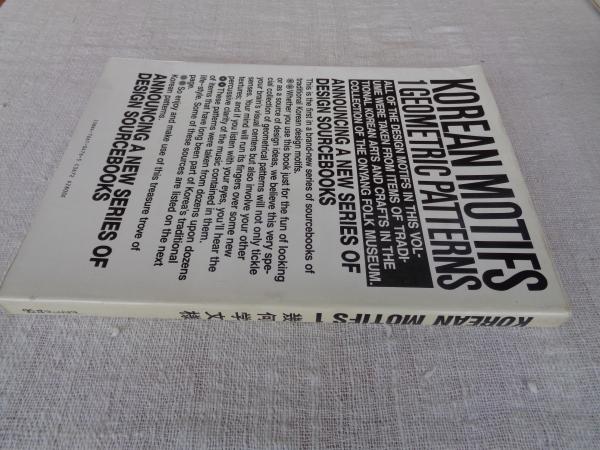 KOREAN MOTIFS
1 GEOMETRIC PATTERNS
ALL OF THE DESIGN MOTIFS IN THIS VOL-
UME WERE TAKEN FROM ITEMS OF TRADI-
TIONAL KOREAN ARTS AND CRAFTS IN THE
COLLECTION OF THE ONYANG FOLK MUSEUM.
ANNOUNCING A NEW SERIES OF
DESIGN SOURCEBOOKS
This is the first in a brand-new series of sourcebooks of
traditional Korean design motifs.
Whether you use this book just for the fun of looking
or as a source of design ideas, we believe this very spe-
cial collection of geometrical patterns will not only tickle
your brain's visual centers but also involve your other
senses. Your mind will run its fingers over some new
textures; and if you listen with your eyes, you'll hear the
percussive clarity of the music contained in them.
These patterns were taken from dozens upon dozens
of items that have long been part of Korea's traditional
life-style. Some of these sources are listed on the next
page.
So enjoy and make use of this treasure trove of
Korean patterns.
ANNOUNCING A NEW SERIES OF
DESIGN SOURCEBOOKS
KOREAN MOTIFS 1 幾何学文様